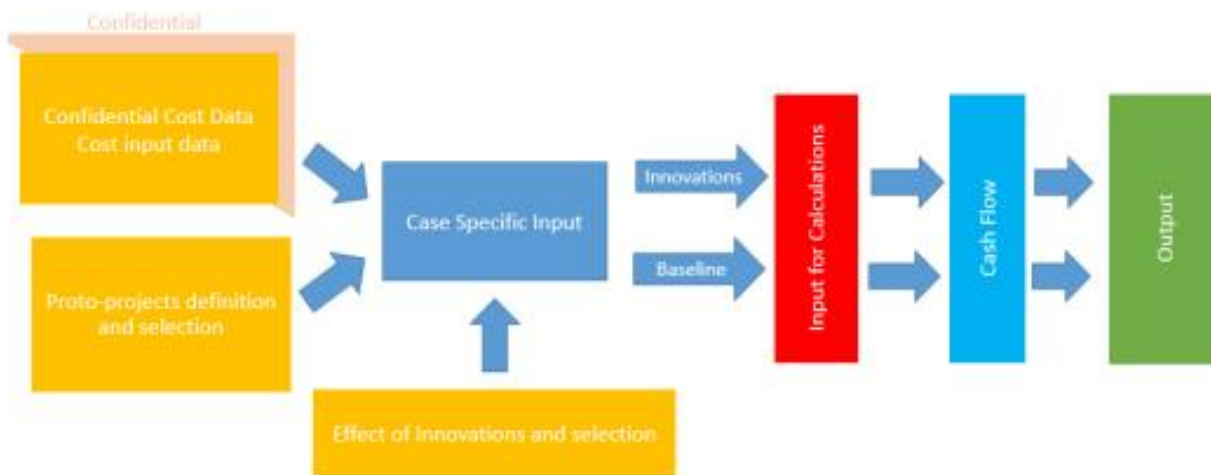 Confidential
Confidential Cost Data
Cost input data
Proto-projects definition
and selection
Effect of Innovations and selection
Case Specific Input
Innovations
Baseline
Input for Calculations
Cash Flow
Output